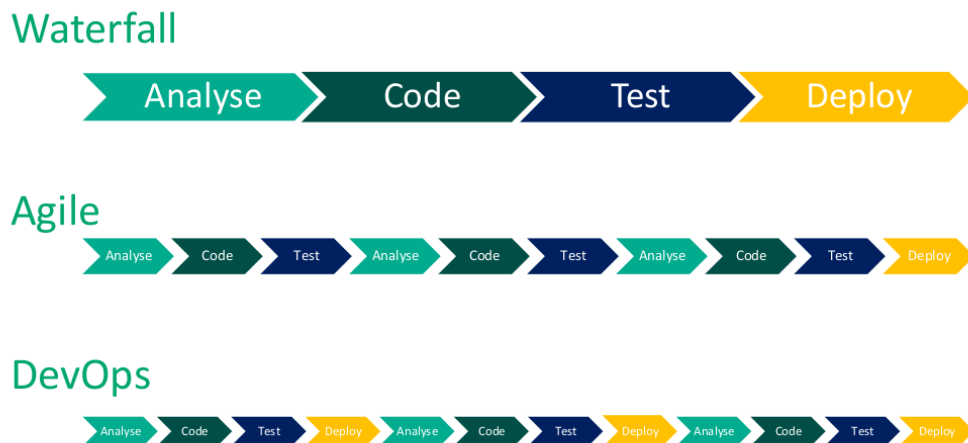 Waterfall
Analyse Code Test Deploy
Agile
Analyse Code Test Analyse Code Test Analyse Code Test Deploy
DevOps
Analyse Code Test Deploy Analyse Code Test Deploy Analyse Code Test Deploy